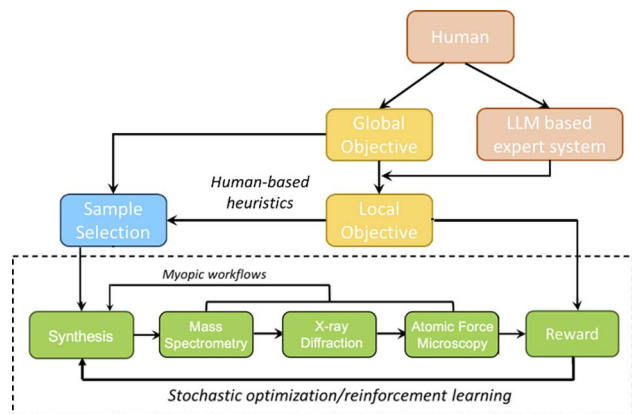 Human
Global
Objective
LLM based
expert system
Human-based
heuristics
Sample
Selection
Local
Objective
Myopic workflows
Synthesis
Mass
Spectrometry
X-ray
Diffraction
Atomic Force
Microscopy
Reward
Stochastic optimization/reinforcement learning